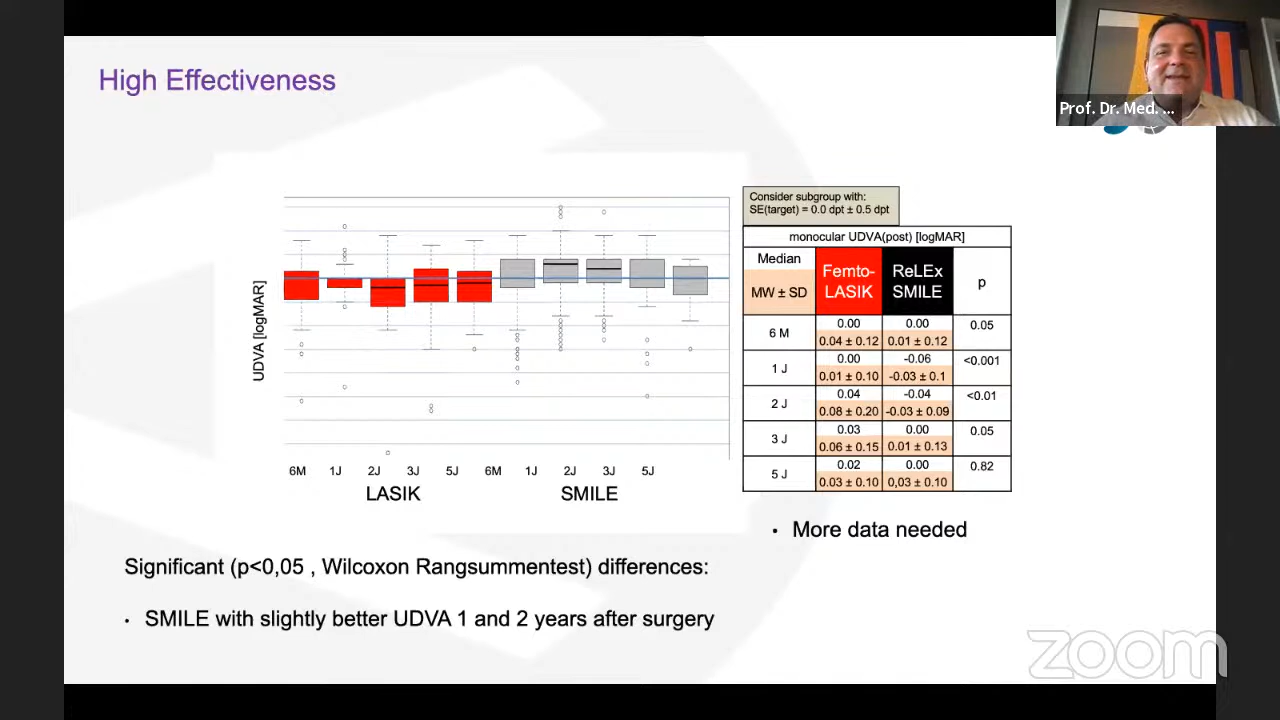 High Effectiveness
Prof. Dr. Med. ...
Consider subgroup with:
SE(target) = 0.0 dpt ± 0.5 dpt
monocular UDVA(post) [logMAR]
Median
MW ± SD
Femto-
LASIK
ReLEx
SMILE
p
6 M
0.00
0.00
0.05
0.04 ± 0.12
0.01 ± 0.12
1 J
0.00
-0.06
<0.001
0.01 ± 0.10
-0.03 ± 0.1
2 J
0.04
-0.04
<0.01
0.08 ± 0.20
-0.03 ± 0.09
3 J
0.03
0.00
0.05
0.06 ± 0.15
0.01 ± 0.13
5 J
0.02
0.00
0.82
0.03 ± 0.10
0,03 ± 0.10
UDVA [logMAR]
6M 1J 2J 3J 5J 6M 1J 2J 3J 5J
LASIK SMILE
• More data needed
Significant (p<0,05 , Wilcoxon Rangsummentest) differences:
• SMILE with slightly better UDVA 1 and 2 years after surgery
zoom